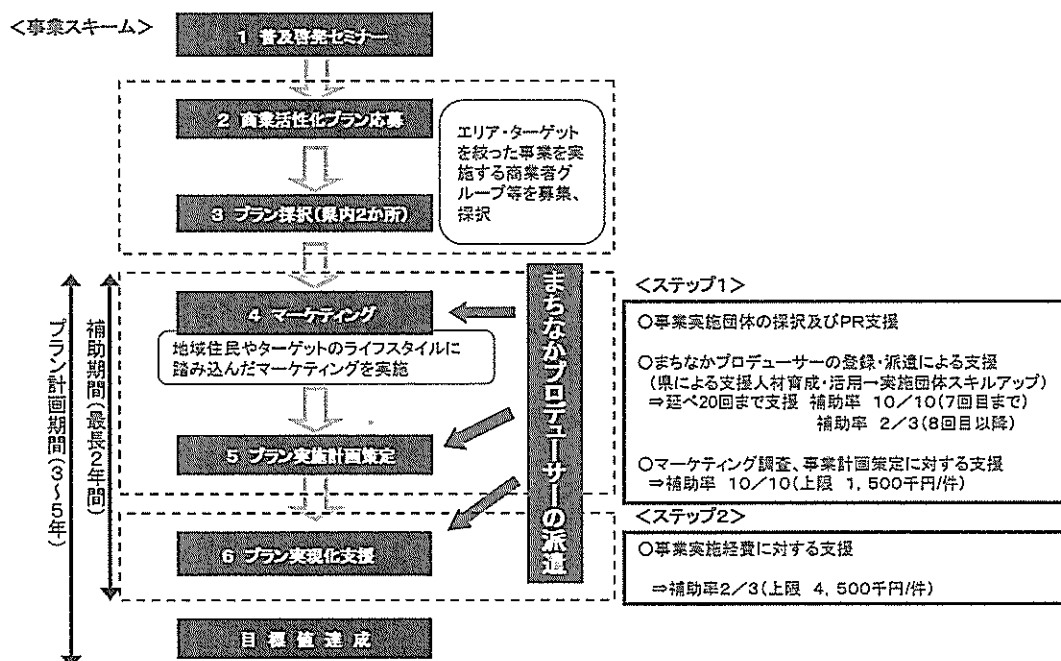 ＜事業スキーム＞
1 普及啓発セミナー
2 商業活性化プラン応募
3 プラン採択(県内2か所)
エリア・ターゲット
を絞った事業を実
施する商業者グ
ループ等を募集、
採択
プラン計画期間(3～5年)
補助期間(最長2年間)
4 マーケティング
地域住民やターゲットのライフスタイルに
踏み込んだマーケティングを実施
5 プラン実施計画策定
6 プラン実現化支援
目 標 値 達 成
まちなかプロデューサーの派遣
＜ステップ1＞
○事業実施団体の採択及びPR支援
○まちなかプロデューサーの登録・派遣による支援
(県による支援人材育成・活用→実施団体スキルアップ)
⇒延べ20回まで支援 補助率 10／10(7回目まで)
補助率 2／3(8回目以降)
○マーケティング調査、事業計画策定に対する支援
⇒補助率 10／10(上限 1,500千円/件)
＜ステップ2＞
○事業実施経費に対する支援
⇒補助率2／3(上限 4,500千円/件)